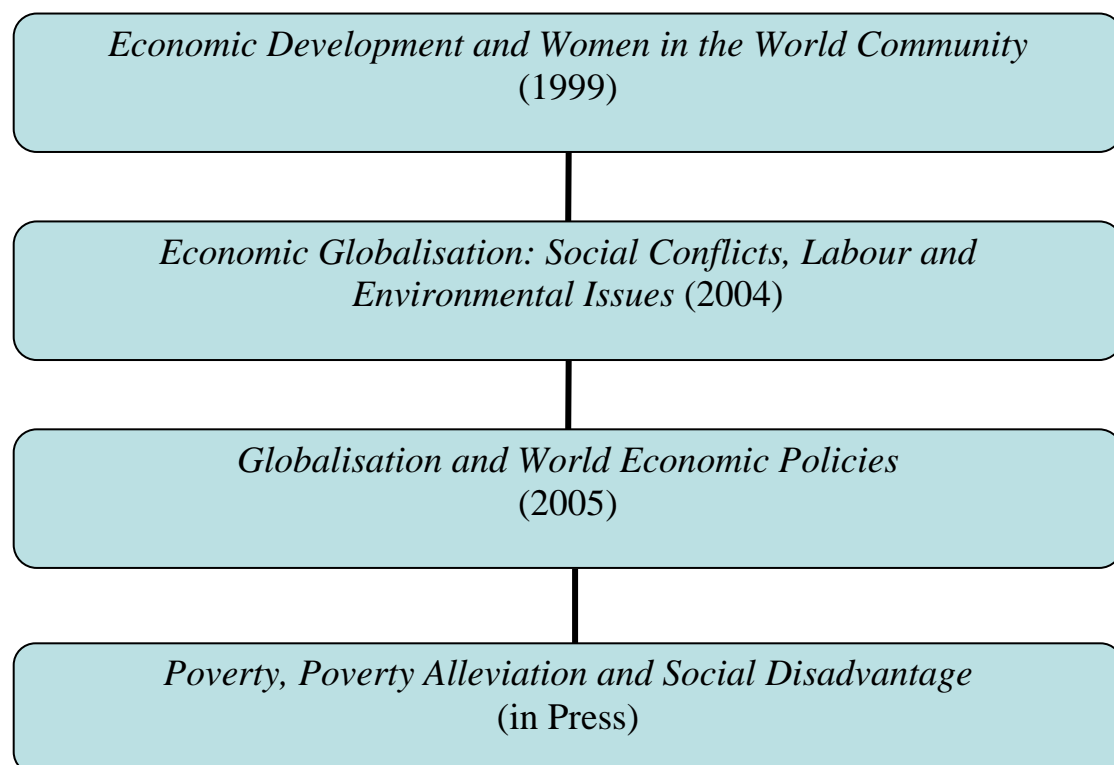 Economic Development and Women in the World Community
(1999)
Economic Globalisation: Social Conflicts, Labour and
Environmental Issues (2004)
Globalisation and World Economic Policies
(2005)
Poverty, Poverty Alleviation and Social Disadvantage
(in Press)